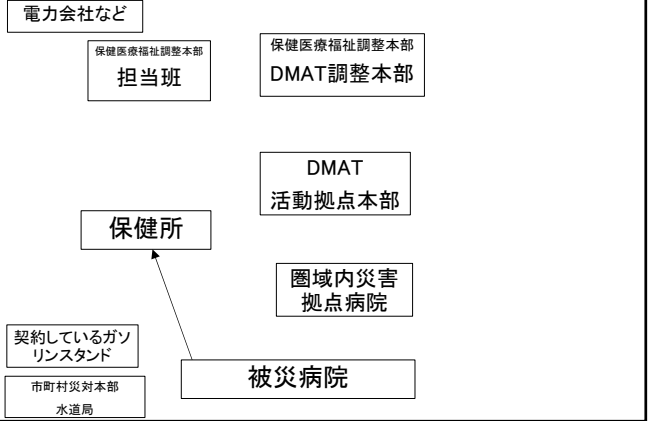 電力会社など
保健医療福祉調整本部
担当班
保健医療福祉調整本部
DMAT調整本部
DMAT
活動拠点本部
保健所
圏域内災害
拠点病院
契約しているガソ
リンスタンド
被災病院
市町村災対本部
水道局